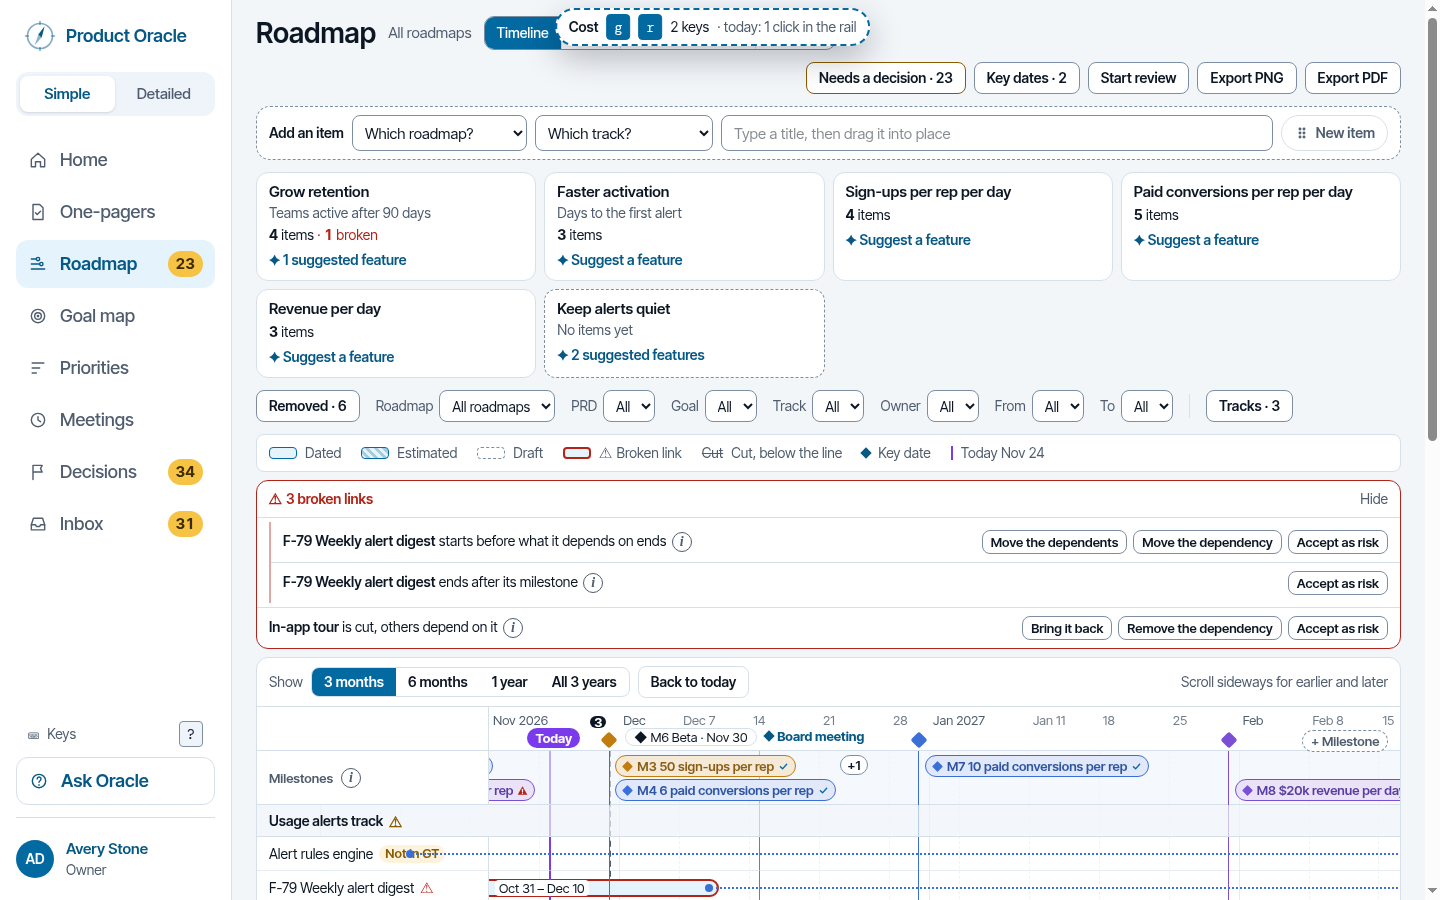 Product Oracle
Simple
Detailed
Home
One-pagers
Roadmap 23
Goal map
Priorities
Meetings
Decisions 34
Inbox 31
Keys ?
Ask Oracle
AD
Avery Stone
Owner
Roadmap
All roadmaps
Timeline
Cost g r 2 keys · today: 1 click in the rail
Needs a decision · 23
Key dates · 2
Start review
Export PNG
Export PDF
Add an item
Which roadmap?
Which track?
Type a title, then drag it into place
New item
Grow retention
Teams active after 90 days
4 items · 1 broken
1 suggested feature
Faster activation
Days to the first alert
3 items
Suggest a feature
Sign-ups per rep per day
4 items
Suggest a feature
Paid conversions per rep per day
5 items
Suggest a feature
Revenue per day
3 items
Suggest a feature
Keep alerts quiet
No items yet
2 suggested features
Removed · 6
Roadmap All roadmaps
PRD All
Goal All
Track All
Owner All
From All
To All
Tracks · 3
Dated
Estimated
Draft
⚠ Broken link
Cut Cut, below the line
Key date
Today Nov 24
⚠ 3 broken links
Hide
F-79 Weekly alert digest starts before what it depends on ends i
Move the dependents
Move the dependency
Accept as risk
F-79 Weekly alert digest ends after its milestone i
Accept as risk
In-app tour is cut, others depend on it i
Bring it back
Remove the dependency
Accept as risk
Show
3 months
6 months
1 year
All 3 years
Back to today
Scroll sideways for earlier and later
Nov 2026 3 Dec Dec 7 14 21 28 Jan 2027 Jan 11 18 25 Feb Feb 8 15
Today
M6 Beta · Nov 30
Board meeting
+ Milestone
Milestones i
M3 50 sign-ups per rep ✓
+1
M7 10 paid conversions per rep ✓
r rep
M4 6 paid conversions per rep ✓
M8 $20k revenue per day
Usage alerts track ⚠
Alert rules engine
F-79 Weekly alert digest ⚠
Oct 31 – Dec 10